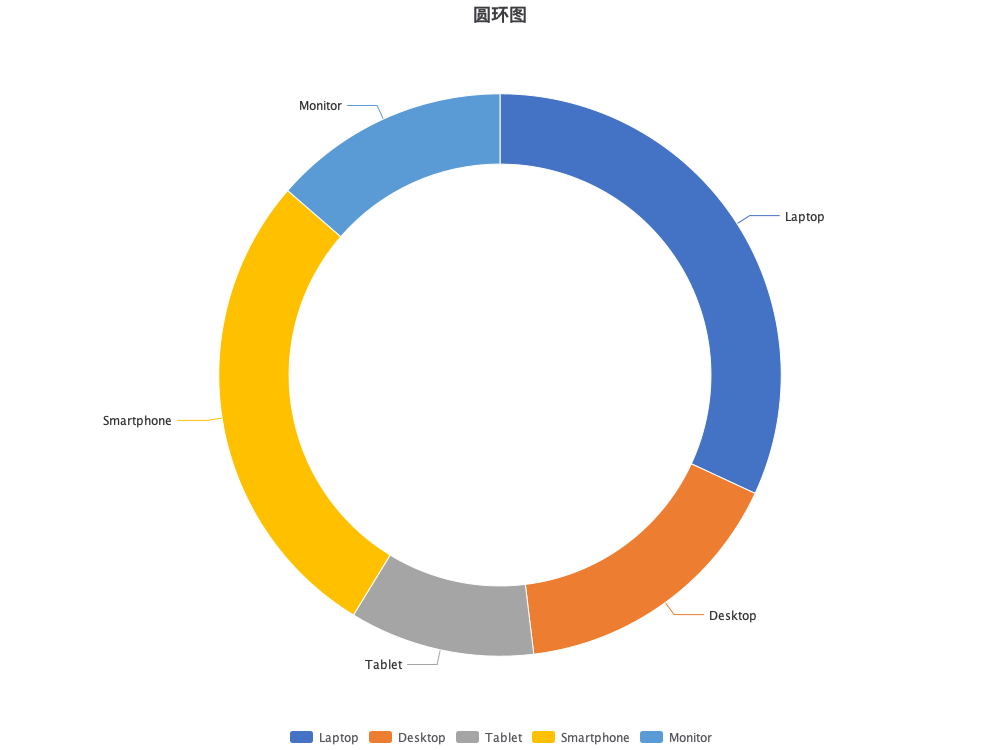 圆环图
Monitor
Laptop
Smartphone
Desktop
Tablet
Laptop Desktop Tablet Smartphone Monitor